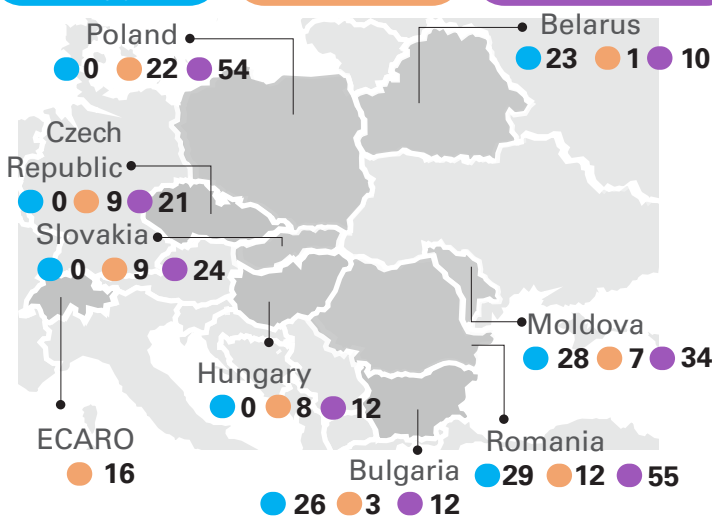 Poland
0 22 54
Belarus
23 1 10
Czech
Republic
0 9 21
Slovakia
0 9 24
Moldova
28 7 34
Hungary
0 8 12
ECARO
16
Romania
29 12 55
Bulgaria
26 3 12